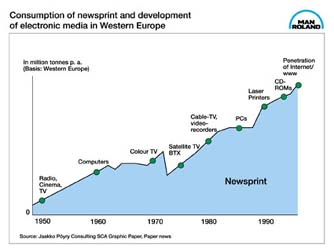 Consumption of newsprint and development
of electronic media in Western Europe
MAN
ROLAND
In million tonnes p. a.
(Basis: Western Europe)
Penetration
of Internet/
www
CD-
ROMs
Laser
Printers
PCs
Cable-TV,
video-
recorders
Satellite TV
BTX
Colour TV
Computers
Radio,
Cinema,
TV
Newsprint
0
1950
1960
1970
1980
1990
Source: Jaakko Pöyry Consulting SCA Graphic Paper, Paper news